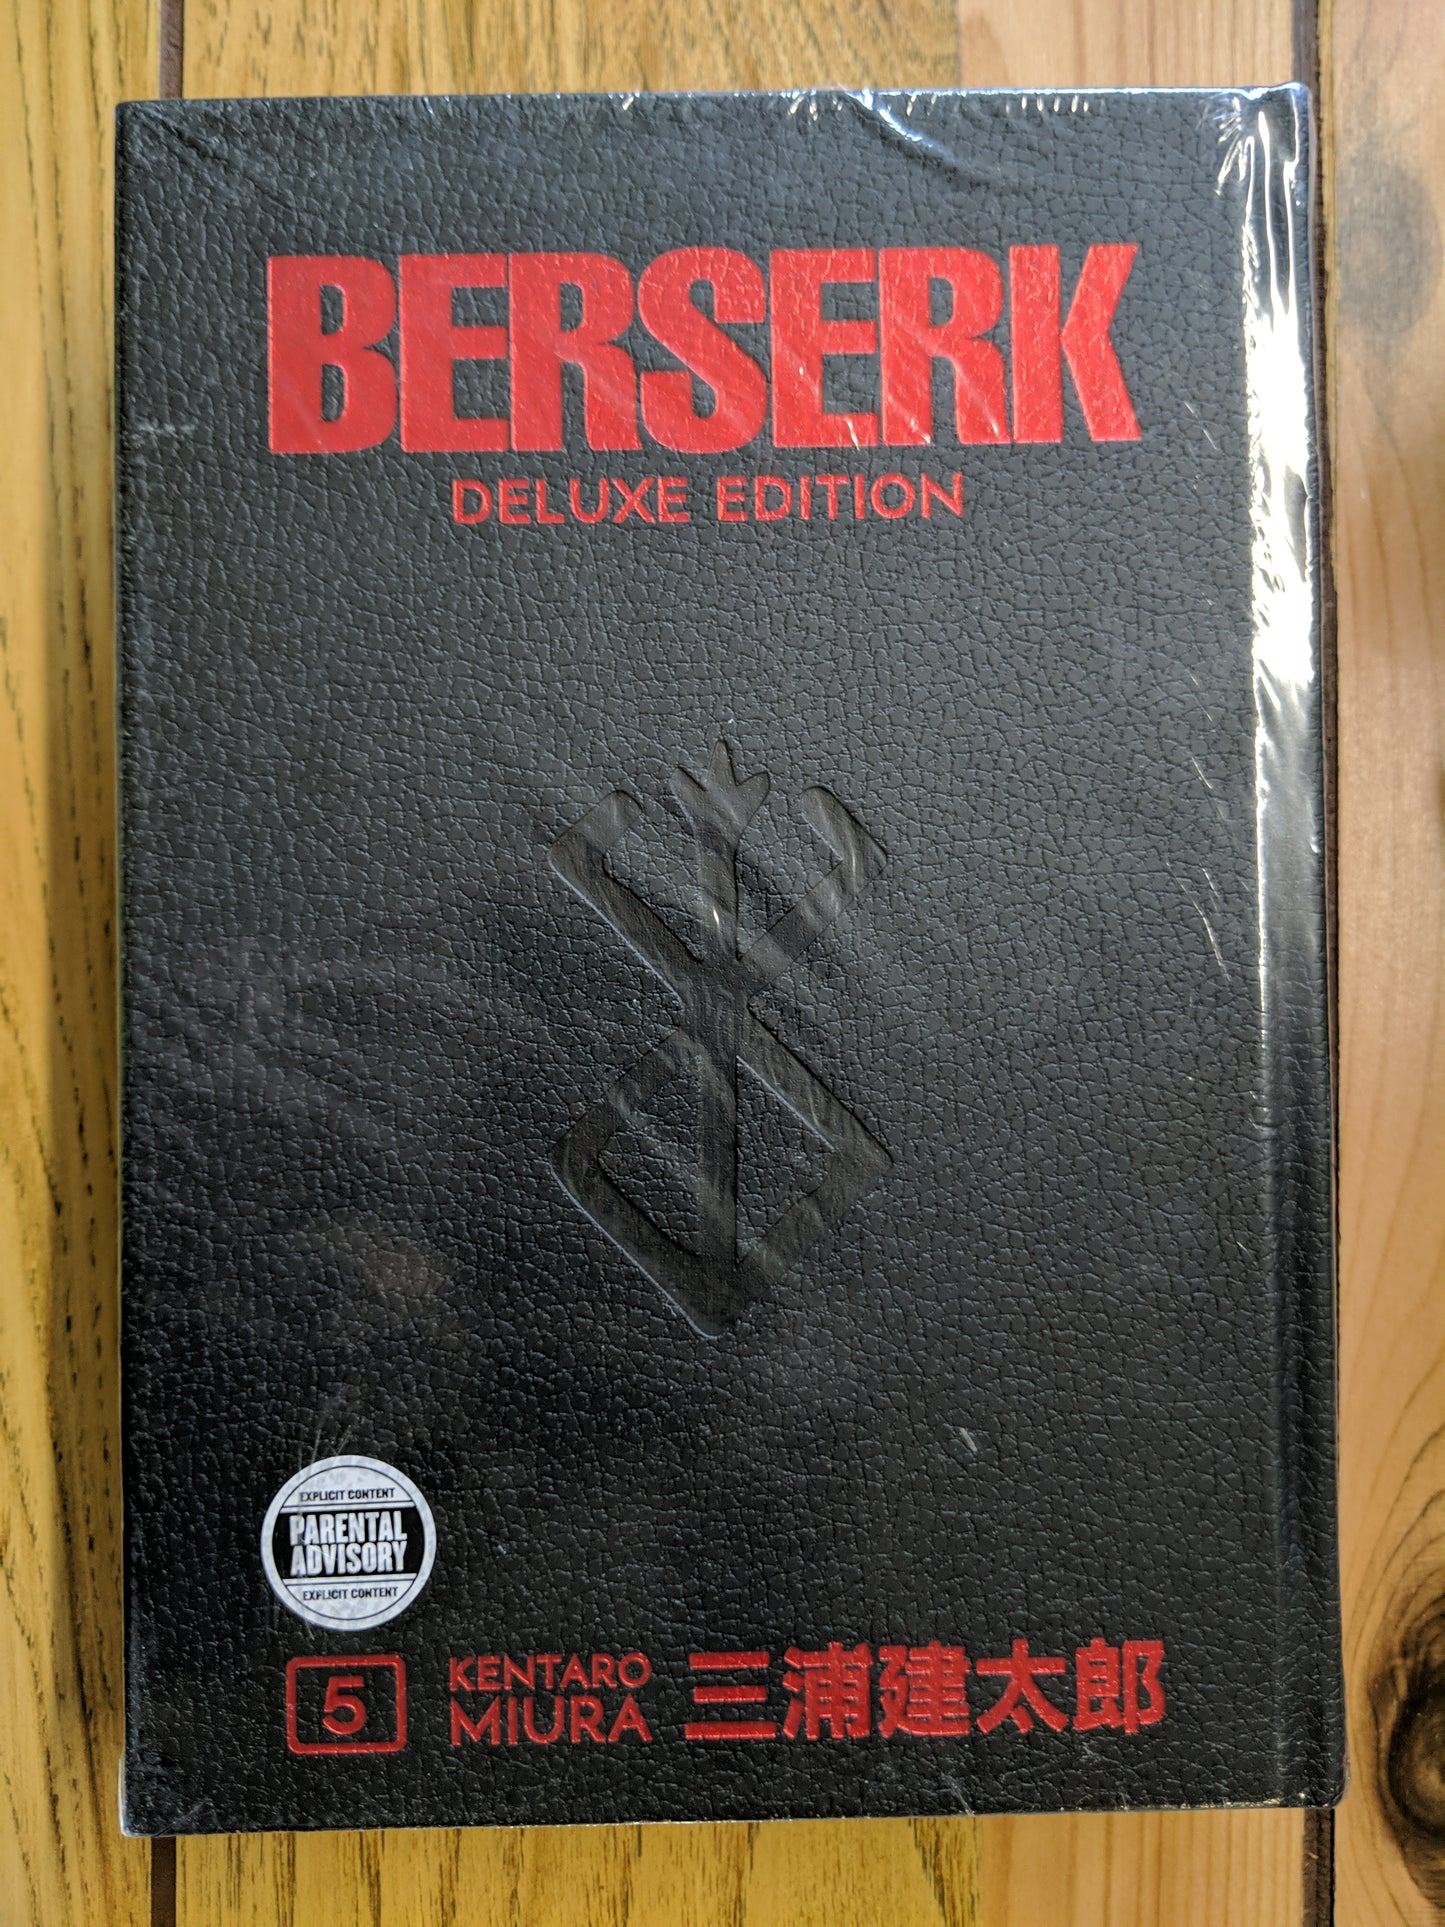 BERSERK
DELUXE EDITION
EXPLICIT CONTENT
PARENTAL
ADVISORY
EXPLICIT CONTENT
5
KENTARO
MIURA
三浦建太郎